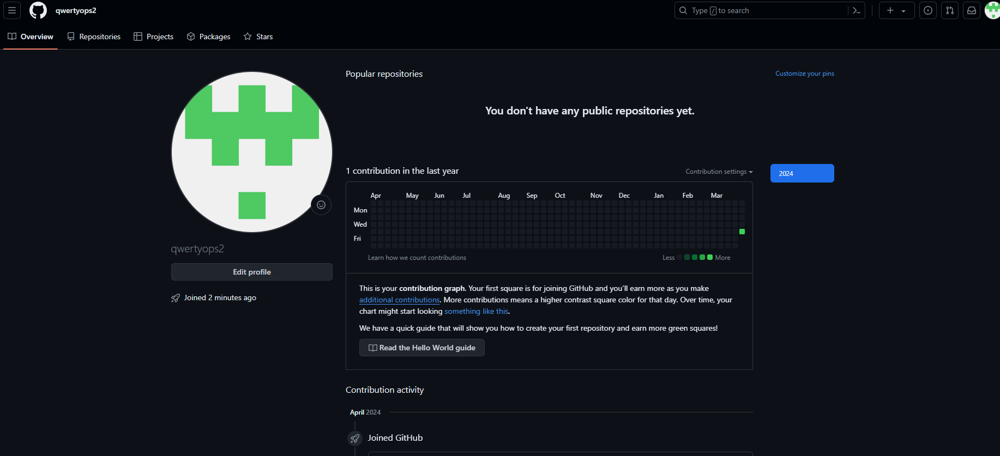 qwertyops2
Type / to search
Overview
Repositories
Projects
Packages
Stars
Popular repositories
Customize your pins
You don't have any public repositories yet.
1 contribution in the last year
Contribution settings
2024
Apr May Jun Jul Aug Sep Oct Nov Dec Jan Feb Mar
Mon
Wed
Fri
Learn how we count contributions
Less
More
qwertyops2
Edit profile
Joined 2 minutes ago
This is your contribution graph. Your first square is for joining GitHub and you'll earn more as you make
additional contributions. More contributions means a higher contrast square color for that day. Over time, your
chart might start looking something like this.
We have a quick guide that will show you how to create your first repository and earn more green squares!
Read the Hello World guide
Contribution activity
April 2024
Joined GitHub